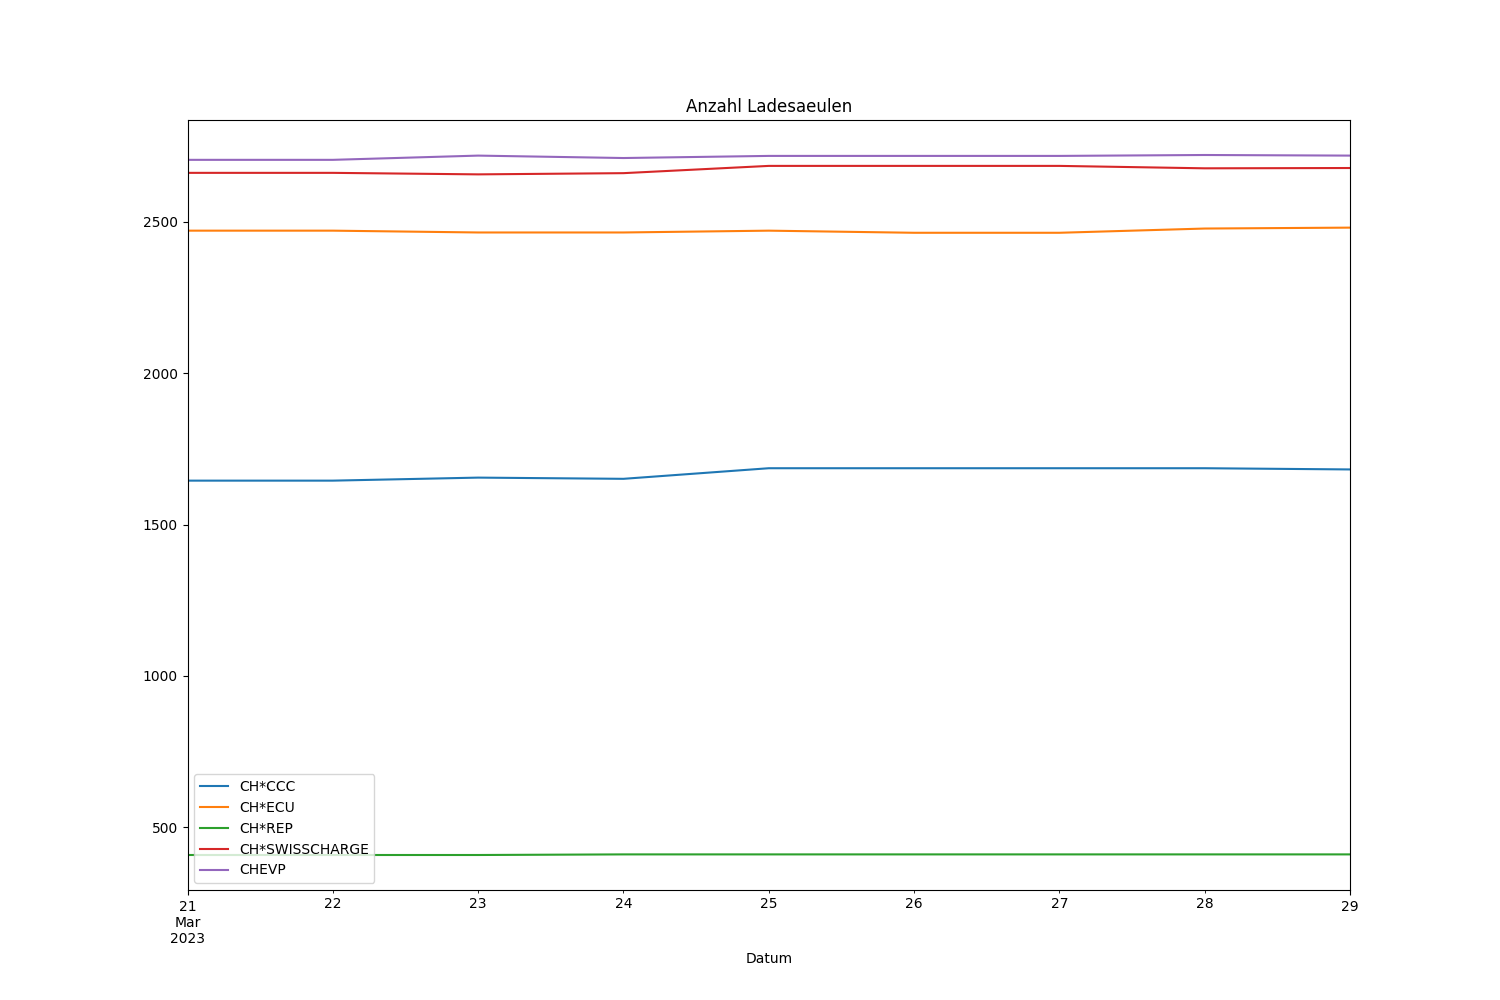 Anzahl Ladesaeulen
2500
2000
1500
1000
500
CH*CCC
CH*ECU
CH*REP
CH*SWISSCHARGE
CHEVP
21 22 23 24 25 26 27 28 29
Mar
2023
Datum